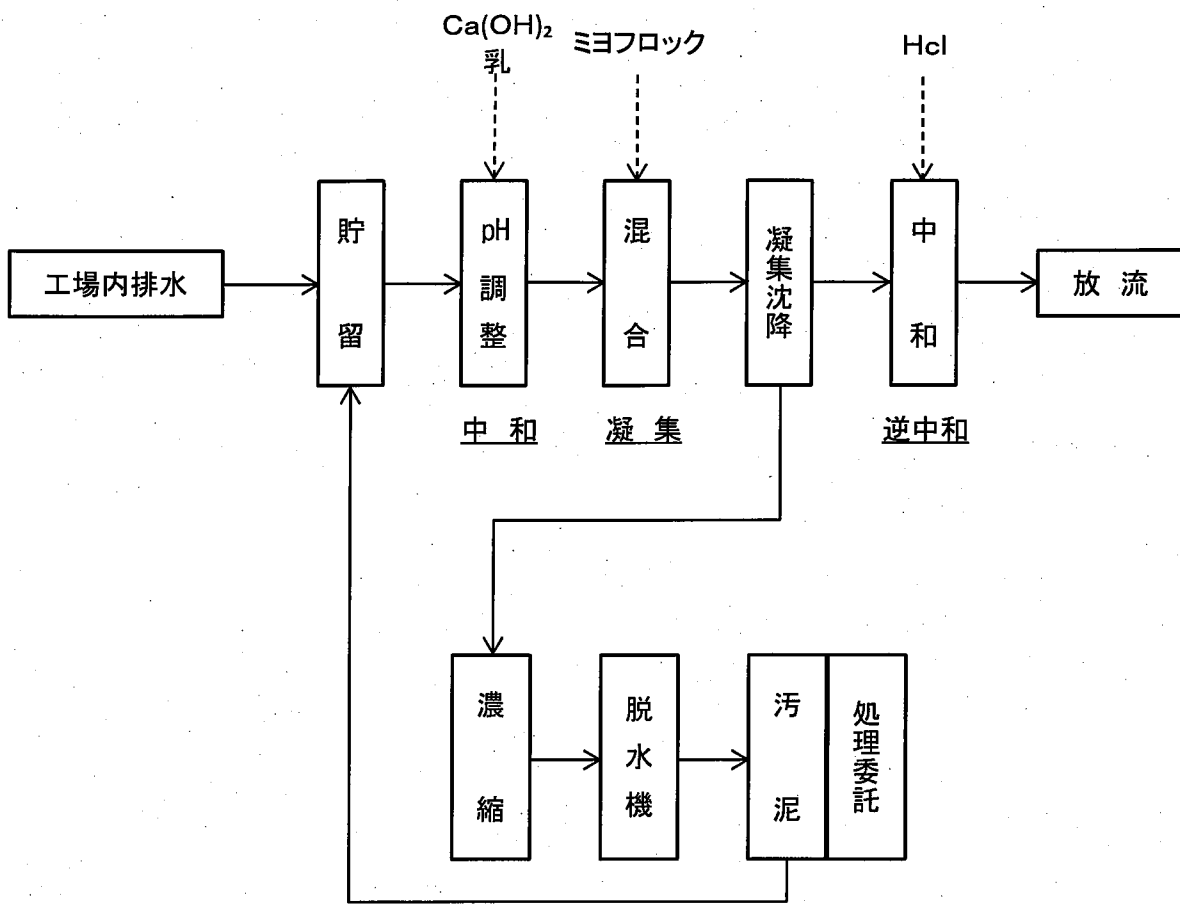 Ca(OH)₂
乳
ミヨフロック
Hcl
工場内排水
貯留
pH調整
混合
凝集沈降
中和
放流
中和
凝集
逆中和
濃縮
脱水機
汚泥
処理委託